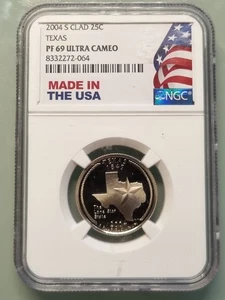 2004 S CLAD 25C
TEXAS
PF 69 ULTRA CAMEO
8332272-064
MADE IN
THE USA
NGC
TEXAS
The
Lone Star
State